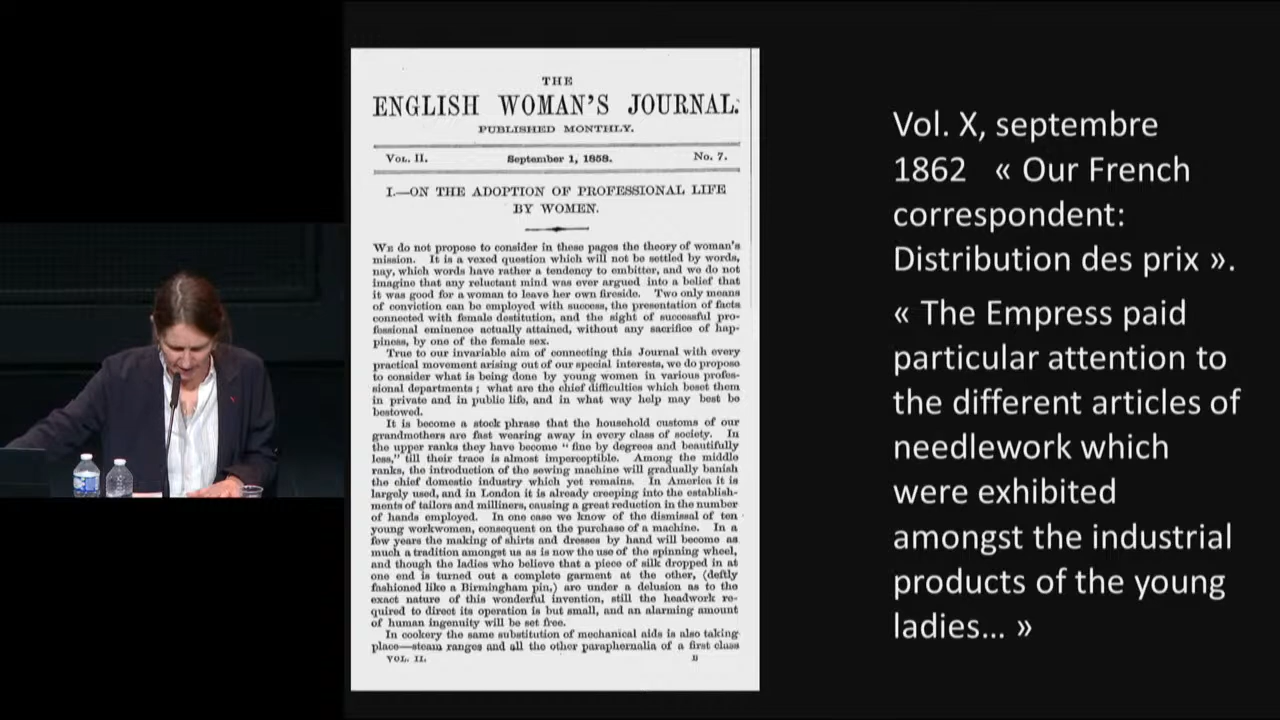 THE
ENGLISH WOMAN'S JOURNAL.
PUBLISHED MONTHLY.
VOL. II. September 1, 1858. No. 7.
I.—ON THE ADOPTION OF PROFESSIONAL LIFE
BY WOMEN.
WE do not propose to consider in these pages the theory of woman's
mission. It is a vexed question which will not be settled by words,
nay, which words have rather a tendency to embitter, and we do not
imagine that any reluctant mind was ever argued into a belief that
it was good for a woman to leave her own fireside. Two only means
of conviction can be employed with success, the presentation of facts
connected with female destitution, and the sight of successful pro-
fessional eminence actually attained, without any sacrifice of hap-
piness, by one of the female sex.
True to our invariable aim of connecting this Journal with every
practical movement arising out of our special interests, we do propose
to consider what is being done by young women in various profes-
sional departments ; what are the chief difficulties which beset them
in private and in public life, and in what way help may best be
bestowed.
It is become a stock phrase that the household customs of our
grandmothers are fast wearing away in every class of society. In
the upper ranks they have become " fine by degrees and beautifully
less," till their trace is almost imperceptible. Among the middle
ranks, the introduction of the sewing machine will gradually banish
the chief domestic industry which yet remains. In America it is
largely used, and in London it is already creeping into the establish-
ments of tailors and milliners, causing a great reduction in the number
of hands employed. In one case we know of the dismissal of ten
young workwomen, consequent on the purchase of a machine. In a
few years the making of shirts and dresses by hand will become as
much a tradition amongst us as is now the use of the spinning wheel,
and though the ladies who believe that a piece of silk dropped in at
one end is turned out a complete garment at the other, (deftly
fashioned like a Birmingham pin,) are under a delusion as to the
exact nature of this wonderful invention, still the headwork re-
quired to direct its operation is but small, and an alarming amount
of human ingenuity will be set free.
In cookery the same substitution of mechanical aids is also taking
place—steam ranges and all the other paraphernalia of a first class
VOL. II. B
Vol. X, septembre
1862 « Our French
correspondent:
Distribution des prix ».
« The Empress paid
particular attention to
the different articles of
needlework which
were exhibited
amongst the industrial
products of the young
ladies... »